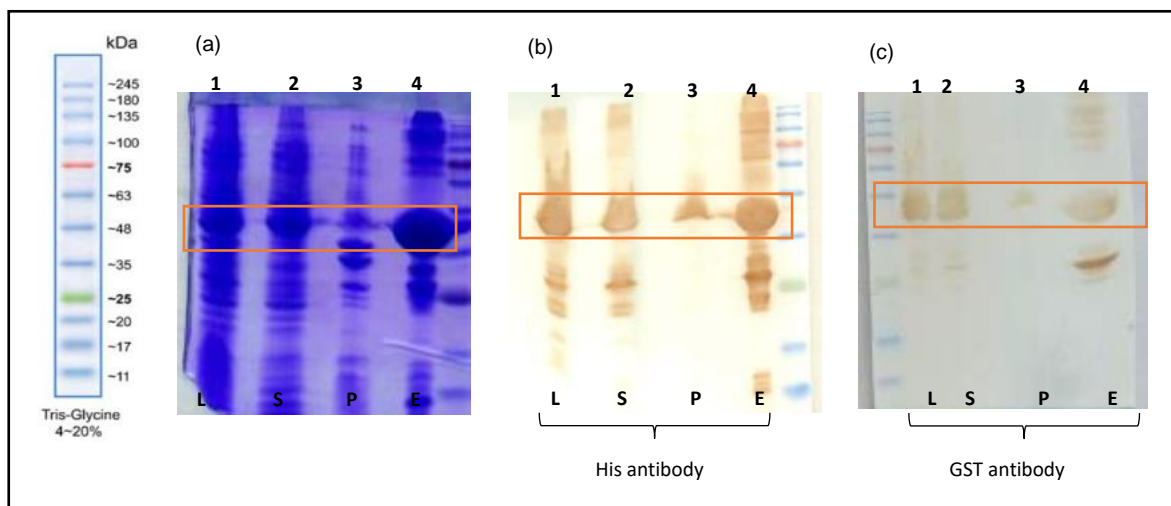 kDa
~245
~180
~135
~100
~75
~63
~48
~35
~25
~20
~17
~11
Tris-Glycine
4~20%
(a)
1 2 3 4
L S P E
(b)
1 2 3 4
L S P E
His antibody
(c)
1 2 3 4
L S P E
GST antibody